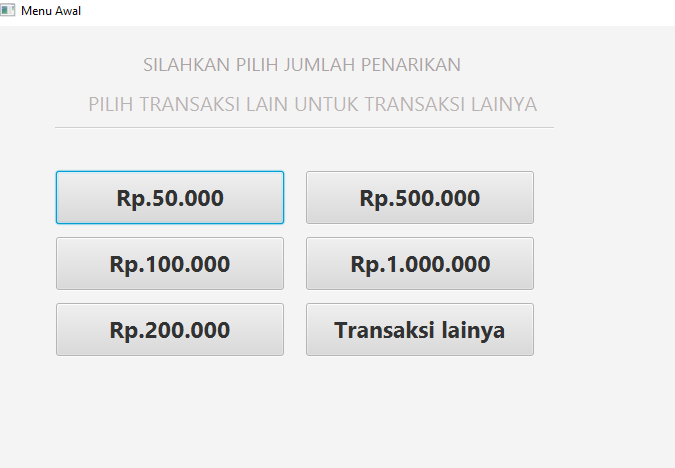 Menu Awal
SILAHKAN PILIH JUMLAH PENARIKAN
PILIH TRANSAKSI LAIN UNTUK TRANSAKSI LAINYA
Rp.50.000
Rp.500.000
Rp.100.000
Rp.1.000.000
Rp.200.000
Transaksi lainya